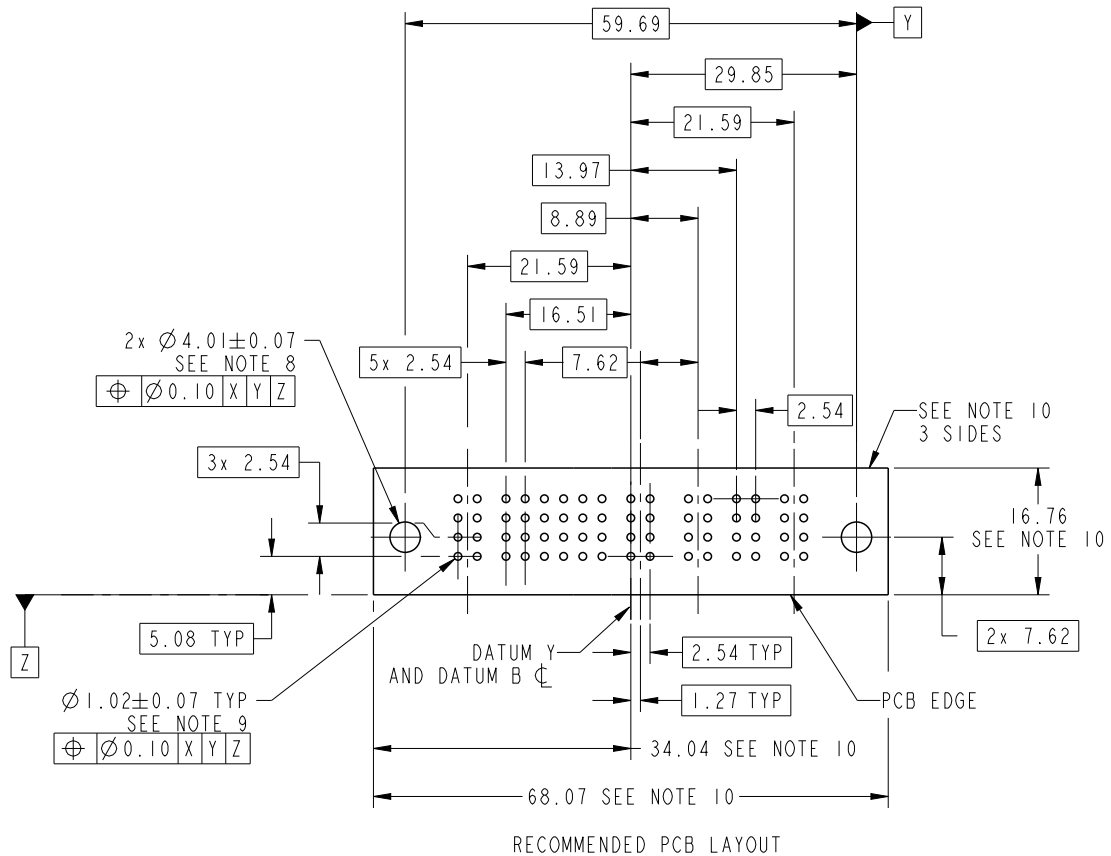 59.69
Y
29.85
21.59
13.97
8.89
21.59
16.51
2x Ø4.01±0.07
SEE NOTE 8
⌖ Ø0.10 X Y Z
5x 2.54
7.62
2.54
SEE NOTE 10
3 SIDES
3x 2.54
16.76
SEE NOTE 10
5.08 TYP
2x 7.62
Z
DATUM Y
AND DATUM B ℄
2.54 TYP
Ø1.02±0.07 TYP
SEE NOTE 9
⌖ Ø0.10 X Y Z
1.27 TYP
PCB EDGE
34.04 SEE NOTE 10
68.07 SEE NOTE 10
RECOMMENDED PCB LAYOUT